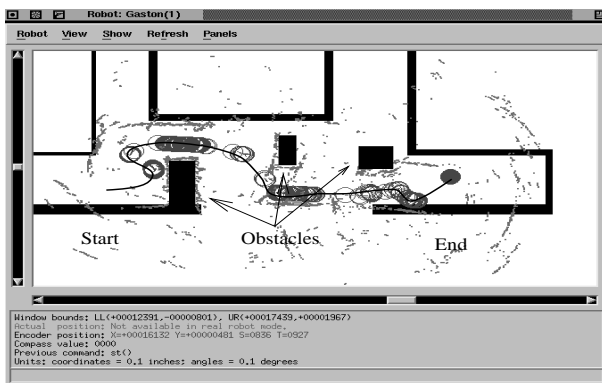 Robot: Gaston(1)
Robot View Show Refresh Panels
Start
Obstacles
End
Window bounds: LL(+00012391,-00000801), UR(+00017439,+00001967)
Actual position: Not available in real robot mode.
Encoder position: X=+00016132 Y=+00000481 S=0836 T=0927
Compass value: 0000
Previous command: st()
Units: coordinates = 0.1 inches; angles = 0.1 degrees